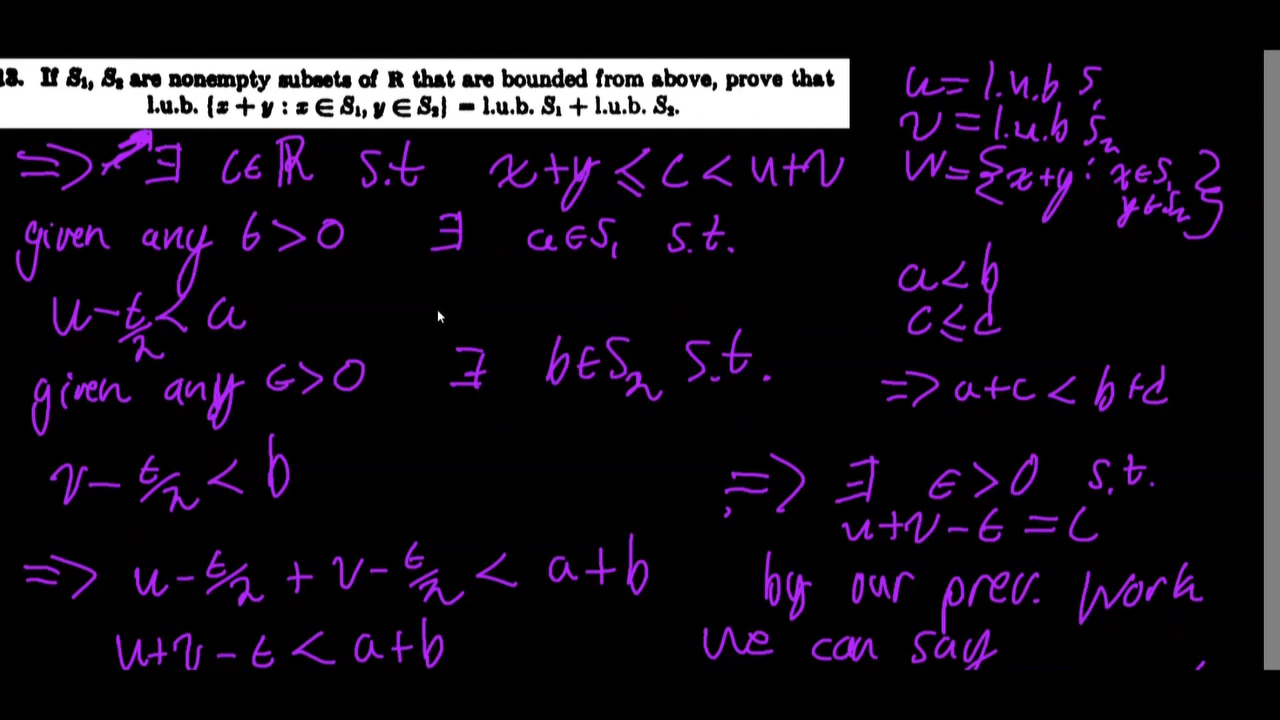 13. If S₁, S₂ are nonempty subsets of R that are bounded from above, prove that
l.u.b. {x + y : x ∈ S₁, y ∈ S₂} = l.u.b. S₁ + l.u.b. S₂.
u = l.u.b S₁
v = l.u.b S₂
W = {x+y : x∈S₁
y∈S₂}
⇒ ∃ c∈ℝ s.t x+y ≤ c < u+v
given any ε>0 ∃ a∈S₁ s.t.
u-ε/2 < a
given any ε>0 ∃ b∈S₂ s.t.
v-ε/2 < b
⇒ u-ε/2 + v-ε/2 < a+b
u+v-ε < a+b
a<b
c≤d
⇒ a+c < b+d
⇒ ∃ ε>0 s.t.
u+v-ε = c
by our prev. work
we can say